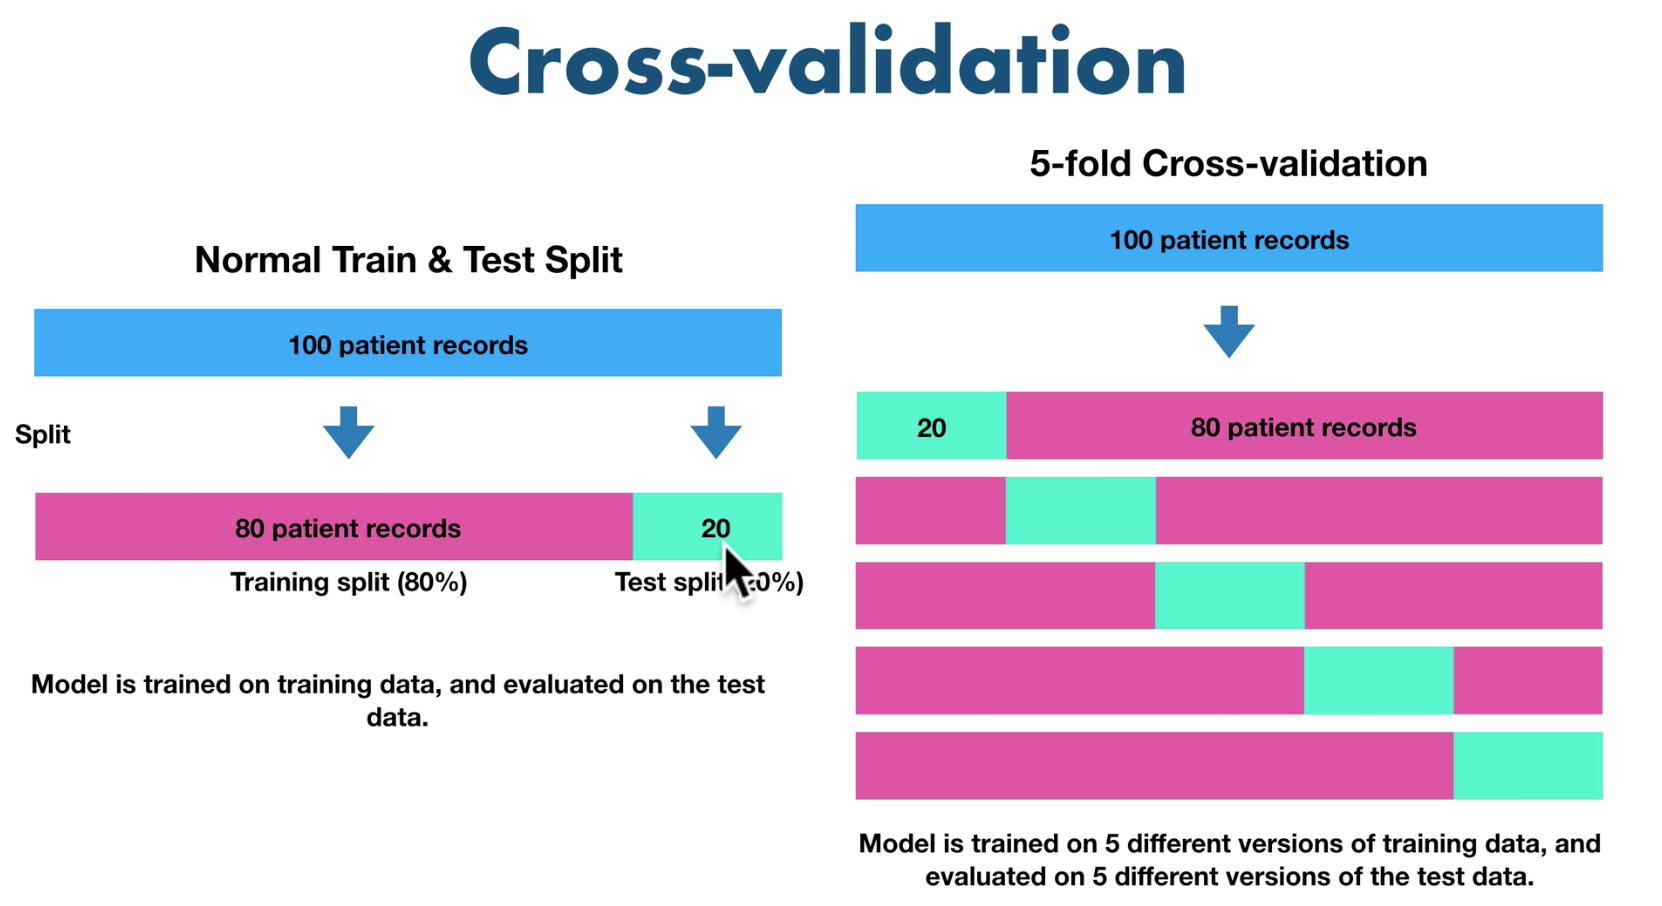 Cross-validation
Normal Train & Test Split
100 patient records
Split
80 patient records
20
Training split (80%)
Test split 0%)
Model is trained on training data, and evaluated on the test
data.
5-fold Cross-validation
100 patient records
20
80 patient records
Model is trained on 5 different versions of training data, and
evaluated on 5 different versions of the test data.